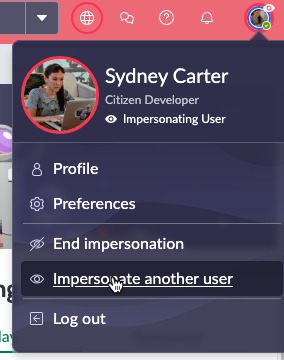 Sydney Carter
Citizen Developer
Impersonating User
Profile
Preferences
End impersonation
Impersonate another user
Log out